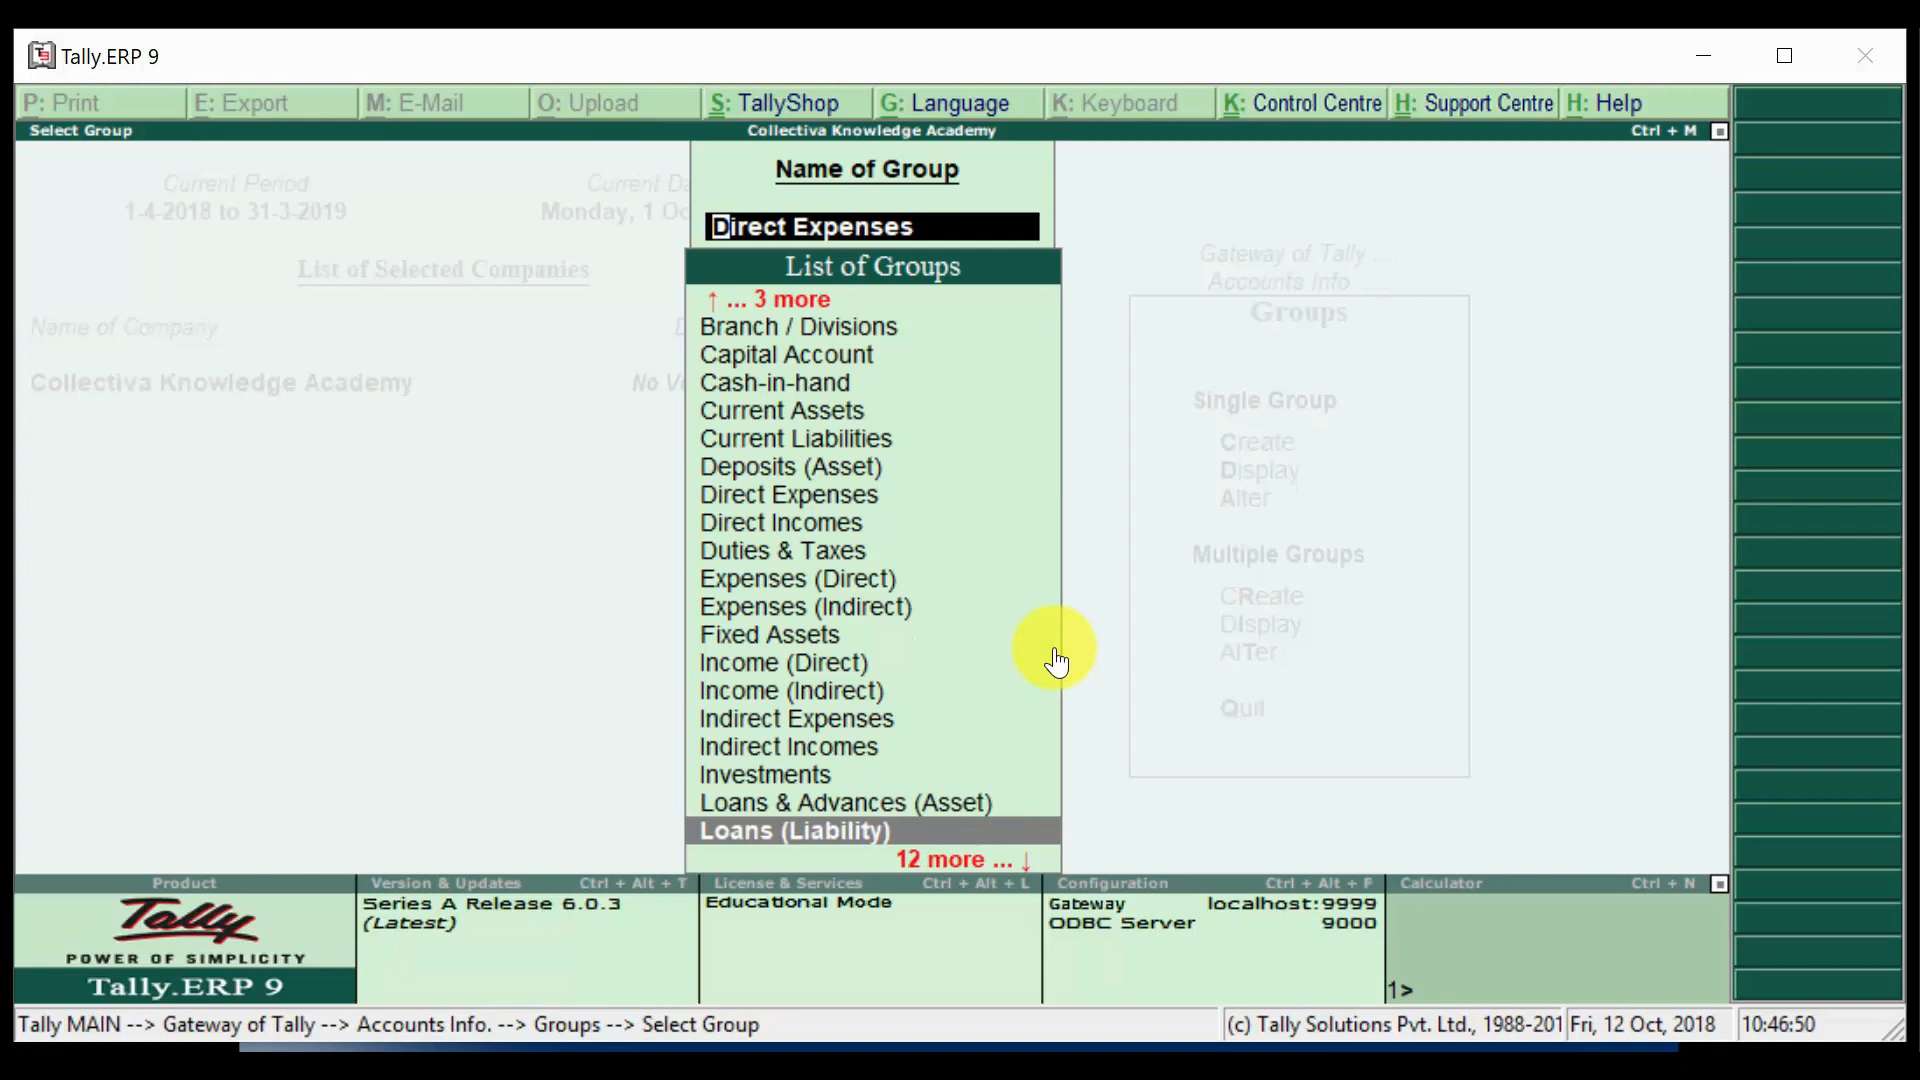 Tally.ERP 9
P: Print E: Export M: E-Mail O: Upload S: TallyShop G: Language K: Keyboard K: Control Centre H: Support Centre H: Help
Select Group Collectiva Knowledge Academy Ctrl + M
Current Period
1-4-2018 to 31-3-2019
Current Da
Monday, 1 Oc
List of Selected Companies
Name of Company
Collectiva Knowledge Academy No V
Name of Group
Direct Expenses
List of Groups
↑ ... 3 more
Branch / Divisions
Capital Account
Cash-in-hand
Current Assets
Current Liabilities
Deposits (Asset)
Direct Expenses
Direct Incomes
Duties & Taxes
Expenses (Direct)
Expenses (Indirect)
Fixed Assets
Income (Direct)
Income (Indirect)
Indirect Expenses
Indirect Incomes
Investments
Loans & Advances (Asset)
Loans (Liability)
12 more ... ↓
Gateway of Tally ....
Accounts Info ....
Groups
Single Group
Create
Display
Alter
Multiple Groups
CReate
DIsplay
AlTer
Quit
Product
Tally
POWER OF SIMPLICITY
Tally.ERP 9
Version & Updates Ctrl + Alt + T
Series A Release 6.0.3
(Latest)
License & Services Ctrl + Alt + L
Educational Mode
Configuration Ctrl + Alt + F
Gateway localhost:9999
ODBC Server 9000
Calculator Ctrl + N
1>
Tally MAIN --> Gateway of Tally --> Accounts Info. --> Groups --> Select Group (c) Tally Solutions Pvt. Ltd., 1988-201 Fri, 12 Oct, 2018 10:46:50